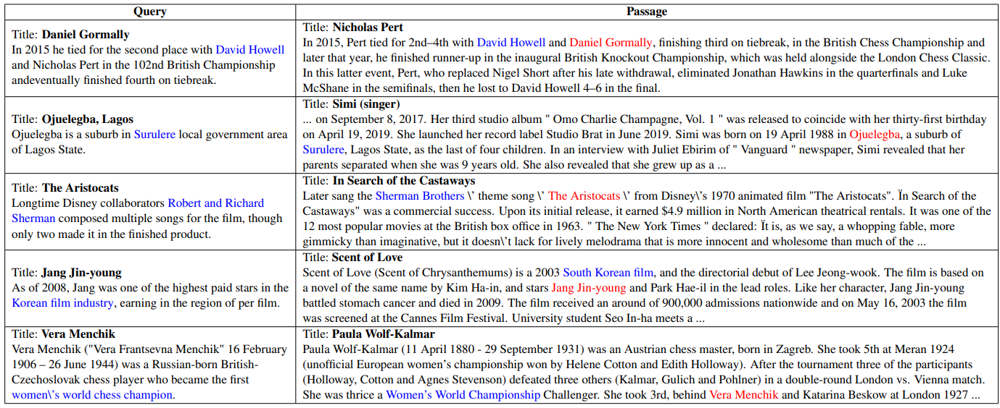 Query
Passage
Title: Daniel Gormally
In 2015 he tied for the second place with David Howell
and Nicholas Pert in the 102nd British Championship
andeventually finished fourth on tiebreak.
Title: Nicholas Pert
In 2015, Pert tied for 2nd–4th with David Howell and Daniel Gormally, finishing third on tiebreak, in the British Chess Championship and
later that year, he finished runner-up in the inaugural British Knockout Championship, which was held alongside the London Chess Classic.
In this latter event, Pert, who replaced Nigel Short after his late withdrawal, eliminated Jonathan Hawkins in the quarterfinals and Luke
McShane in the semifinals, then he lost to David Howell 4–6 in the final.
Title: Ojuelegba, Lagos
Ojuelegba is a suburb in Surulere local government area
of Lagos State.
Title: Simi (singer)
... on September 8, 2017. Her third studio album " Omo Charlie Champagne, Vol. 1 " was released to coincide with her thirty-first birthday
on April 19, 2019. She launched her record label Studio Brat in June 2019. Simi was born on 19 April 1988 in Ojuelegba, a suburb of
Surulere, Lagos State, as the last of four children. In an interview with Juliet Ebirim of " Vanguard " newspaper, Simi revealed that her
parents separated when she was 9 years old. She also revealed that she grew up as a ...
Title: The Aristocats
Longtime Disney collaborators Robert and Richard
Sherman composed multiple songs for the film, though
only two made it in the finished product.
Title: In Search of the Castaways
Later sang the Sherman Brothers \' theme song \' The Aristocats \' from Disney\'s 1970 animated film "The Aristocats". Ïn Search of the
Castaways" was a commercial success. Upon its initial release, it earned $4.9 million in North American theatrical rentals. It was one of the
12 most popular movies at the British box office in 1963. " The New York Times " declared: Ït is, as we say, a whopping fable, more
gimmicky than imaginative, but it doesn\'t lack for lively melodrama that is more innocent and wholesome than much of the ...
Title: Jang Jin-young
As of 2008, Jang was one of the highest paid stars in the
Korean film industry, earning in the region of per film.
Title: Scent of Love
Scent of Love (Scent of Chrysanthemums) is a 2003 South Korean film, and the directorial debut of Lee Jeong-wook. The film is based on
a novel of the same name by Kim Ha-in, and stars Jang Jin-young and Park Hae-il in the lead roles. Like her character, Jang Jin-young
battled stomach cancer and died in 2009. The film received an around of 900,000 admissions nationwide and on May 16, 2003 the film
was screened at the Cannes Film Festival. University student Seo In-ha meets a ...
Title: Vera Menchik
Vera Menchik ("Vera Frantsevna Menchik" 16 February
1906 – 26 June 1944) was a Russian-born British-
Czechoslovak chess player who became the first
women\'s world chess champion.
Title: Paula Wolf-Kalmar
Paula Wolf-Kalmar (11 April 1880 - 29 September 1931) was an Austrian chess master, born in Zagreb. She took 5th at Meran 1924
(unofficial European women's championship won by Helene Cotton and Edith Holloway). After the tournament three of the participants
(Holloway, Cotton and Agnes Stevenson) defeated three others (Kalmar, Gulich and Pohlner) in a double-round London vs. Vienna match.
She was thrice a Women's World Championship Challenger. She took 3rd, behind Vera Menchik and Katarina Beskow at London 1927 ...